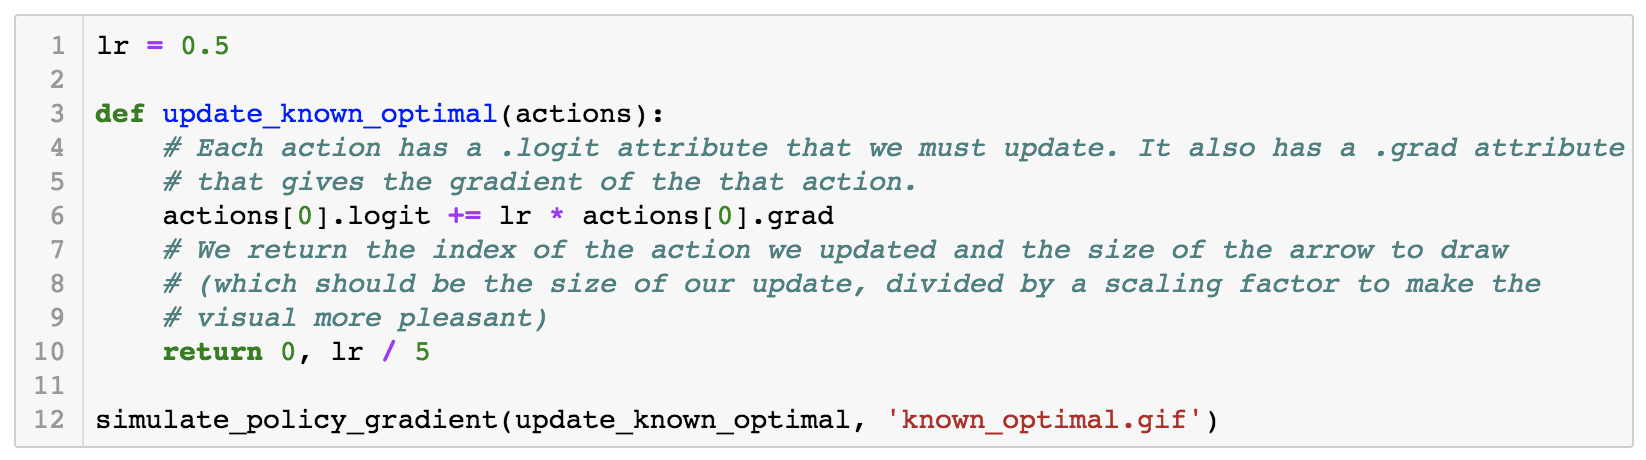 1 lr = 0.5
2
3 def update_known_optimal(actions):
4     # Each action has a .logit attribute that we must update. It also has a .grad attribute
5     # that gives the gradient of the that action.
6     actions[0].logit += lr * actions[0].grad
7     # We return the index of the action we updated and the size of the arrow to draw
8     # (which should be the size of our update, divided by a scaling factor to make the
9     # visual more pleasant)
10     return 0, lr / 5
11
12 simulate_policy_gradient(update_known_optimal, 'known_optimal.gif')